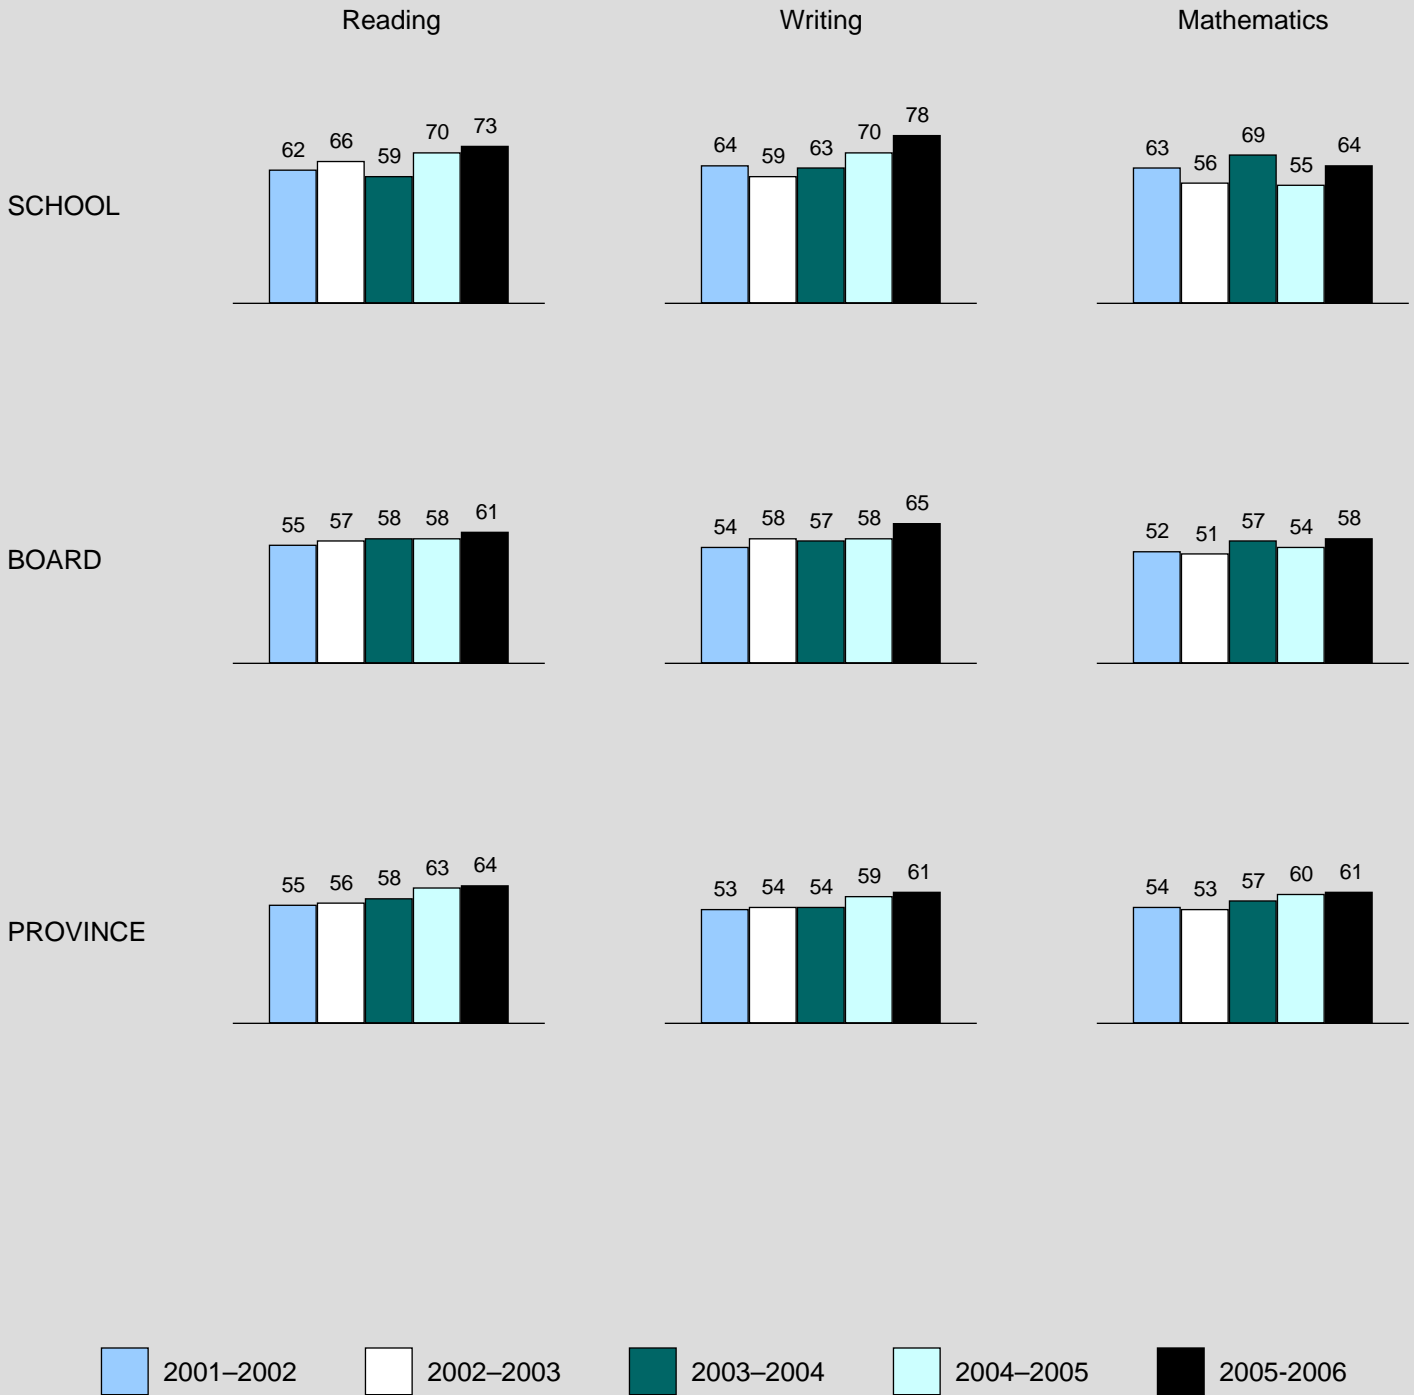 Reading Writing Mathematics
62 66 59 70 73 64 59 63 70 78 63 56 69 55 64
SCHOOL
55 57 58 58 61 54 58 57 58 65 52 51 57 54 58
BOARD
55 56 58 63 64 53 54 54 59 61 54 53 57 60 61
PROVINCE
2001–2002 2002–2003 2003–2004 2004–2005 2005-2006